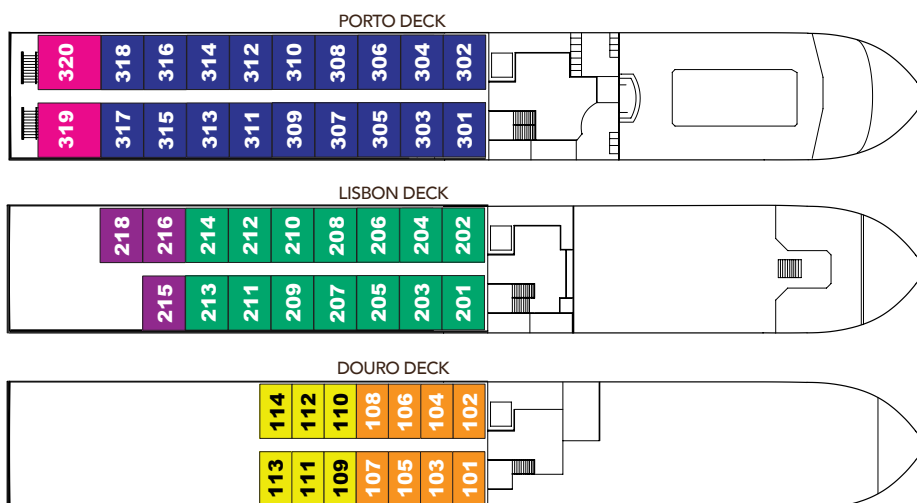 PORTO DECK
320 318 316 314 312 310 308 306 304 302
319 317 315 313 311 309 307 305 303 301
LISBON DECK
218 216 214 212 210 208 206 204 202
215 213 211 209 207 205 203 201
DOURO DECK
114 112 110 108 106 104 102
113 111 109 107 105 103 101